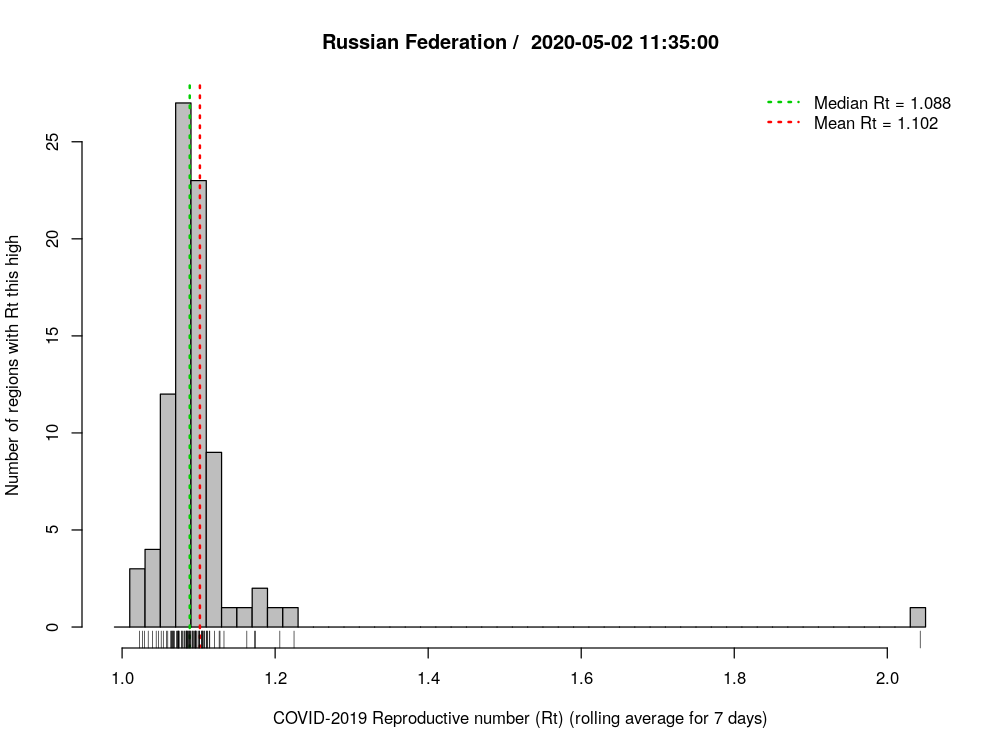 Russian Federation /  2020-05-02 11:35:00
Median Rt = 1.088
Mean Rt = 1.102
Number of regions with Rt this high
25
20
15
10
5
0
1.0 1.2 1.4 1.6 1.8 2.0
COVID-2019 Reproductive number (Rt) (rolling average for 7 days)